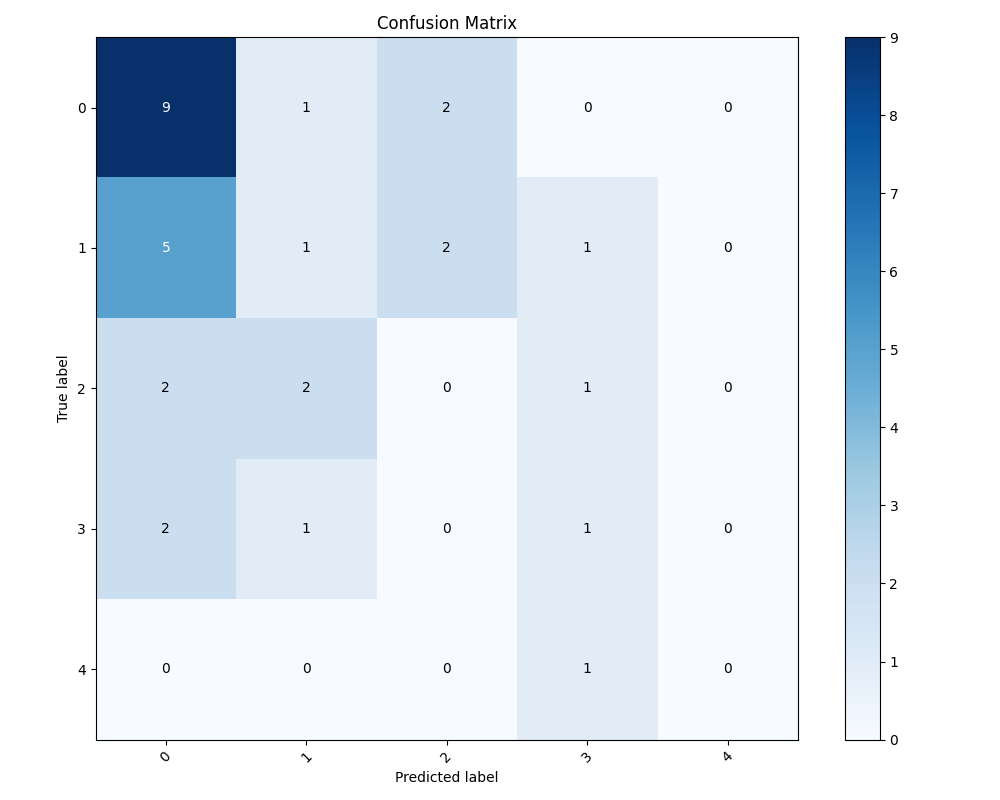 Confusion Matrix
True label
0 9 1 2 0 0
1 5 1 2 1 0
2 2 2 0 1 0
3 2 1 0 1 0
4 0 0 0 1 0
0 1 2 3 4
Predicted label
9
8
7
6
5
4
3
2
1
0